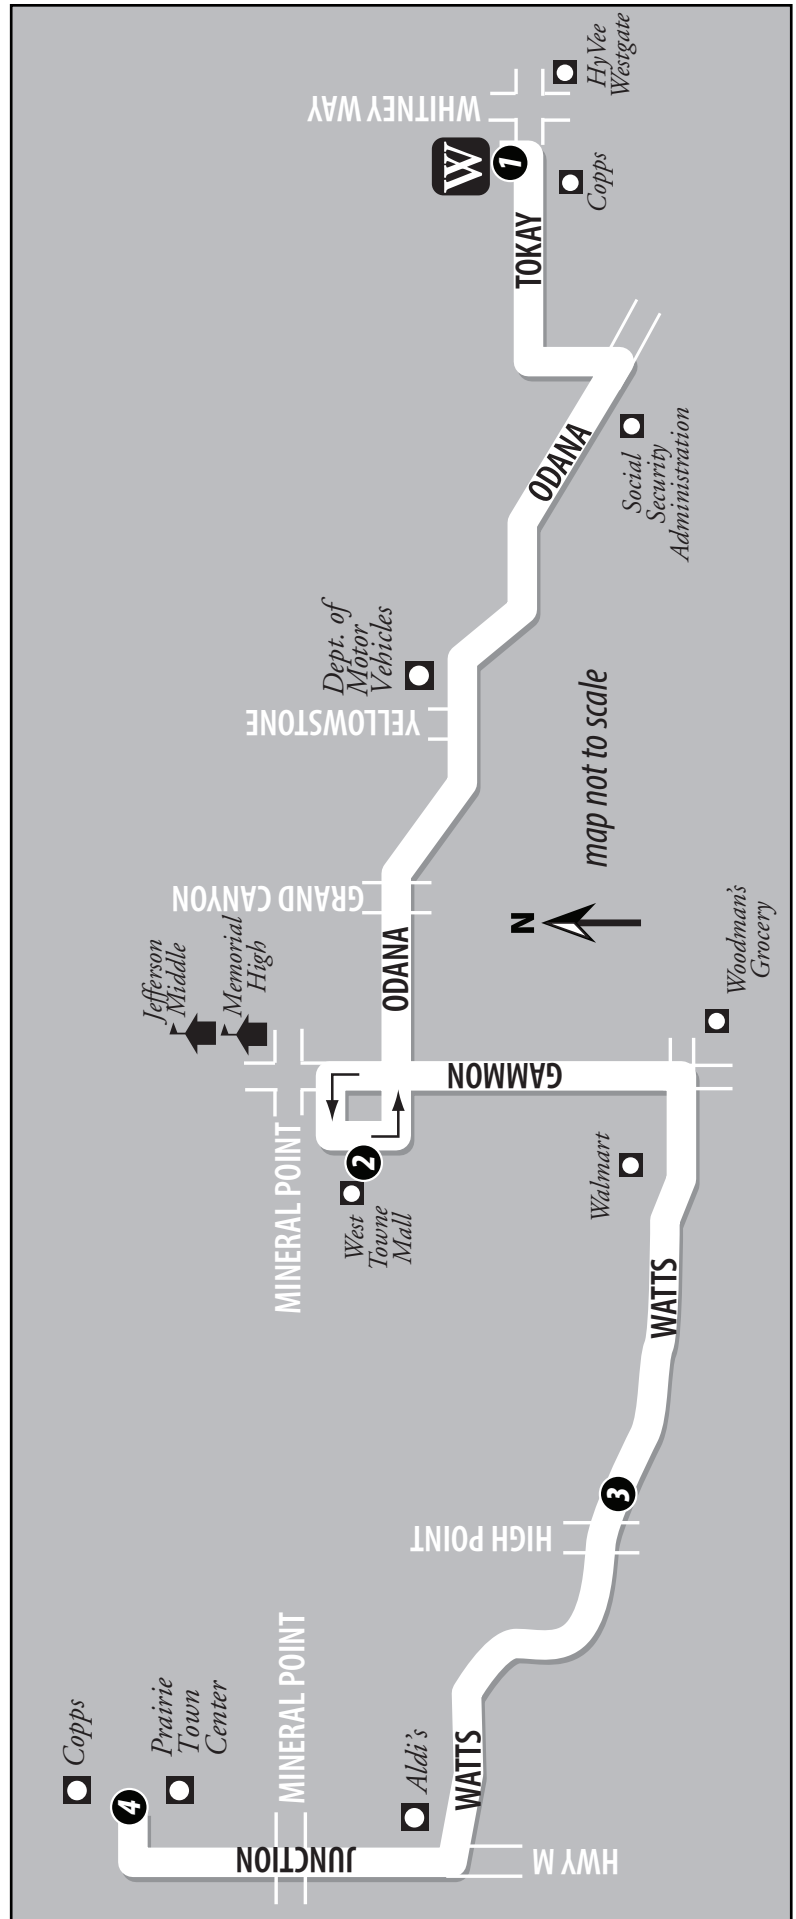 Copps
4
Prairie
Town
Center
JUNCTION
MINERAL POINT
Aldi's
WATTS
HWY M
HIGH POINT
3
WATTS
Walmart
MINERAL POINT
West
Towne
Mall
2
Jefferson
Middle
Memorial
High
GAMMON
Woodman's
Grocery
ODANA
GRAND CANYON
N
map not to scale
YELLOWSTONE
Dept. of
Motor
Vehicles
ODANA
Social
Security
Administration
TOKAY
W
1
WHITNEY WAY
Copps
HyVee
Westgate